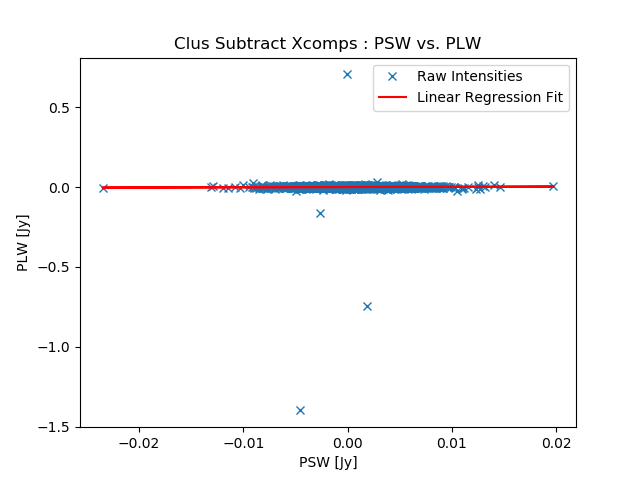 Clus Subtract Xcomps : PSW vs. PLW
Raw Intensities
Linear Regression Fit
0.5
0.0
−0.5
−1.0
−1.5
PLW [Jy]
−0.02
−0.01
0.00
0.01
0.02
PSW [Jy]